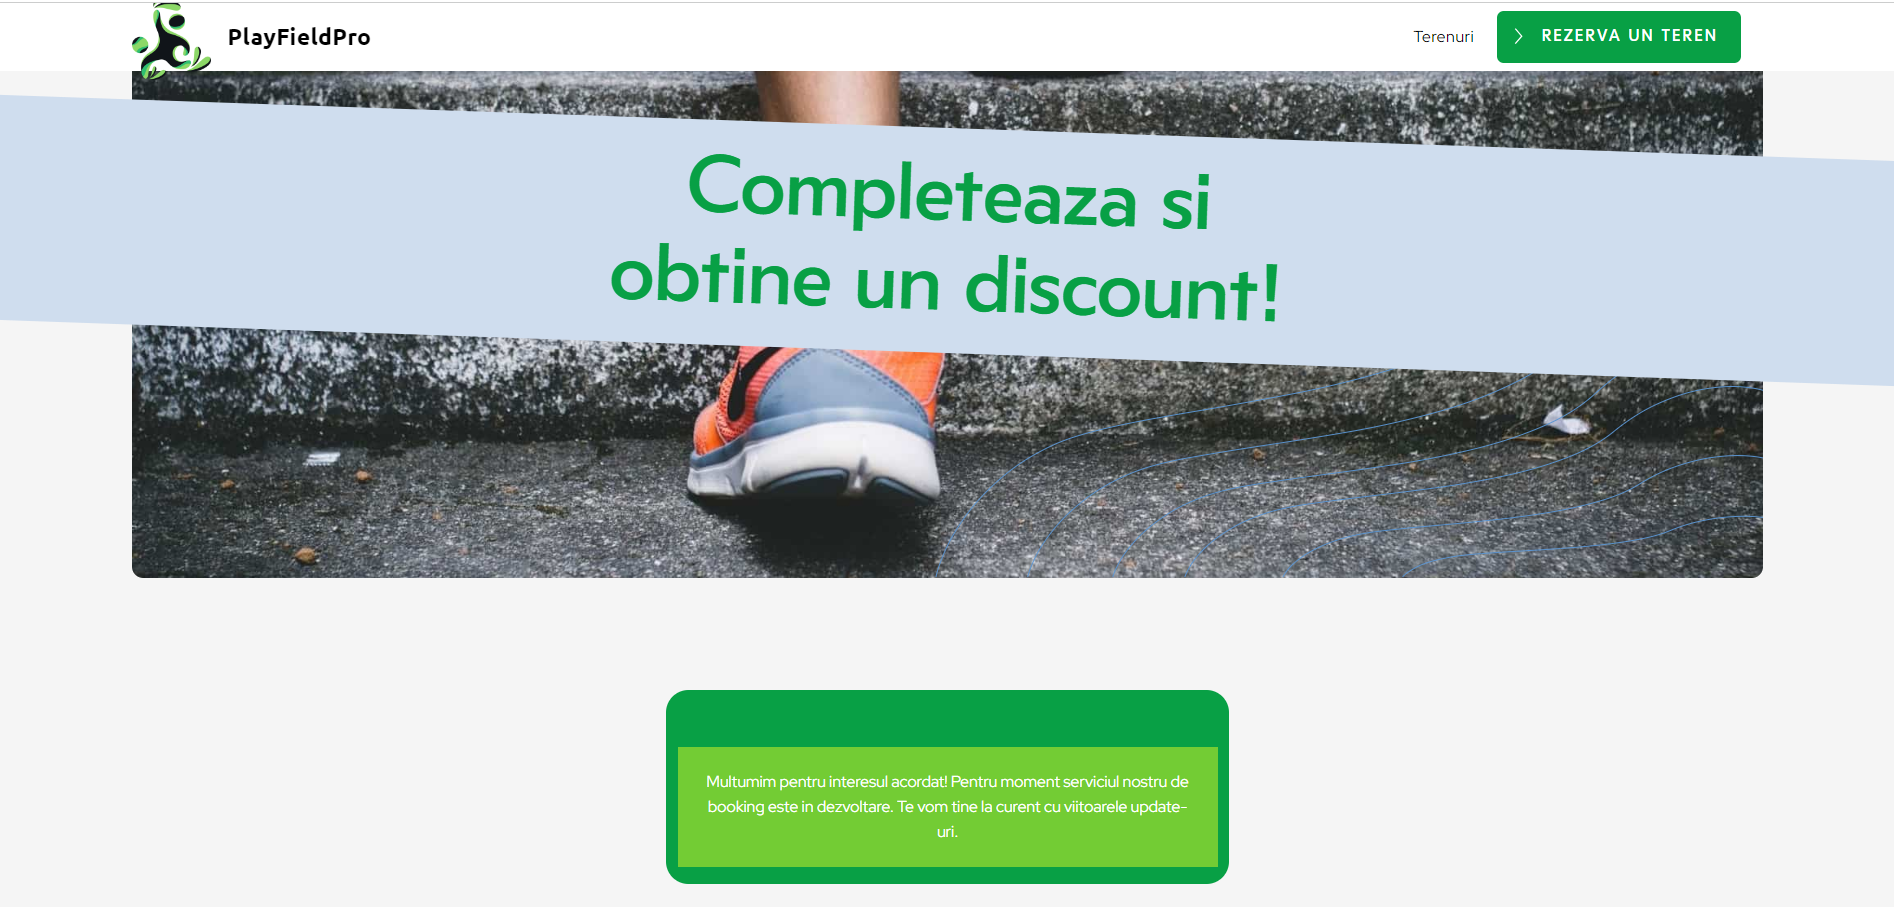 PlayFieldPro
Terenuri
REZERVA UN TEREN
Completeaza si
obtine un discount!
Multumim pentru interesul acordat! Pentru moment serviciul nostru de
booking este in dezvoltare. Te vom tine la curent cu viitoarele update-
uri.